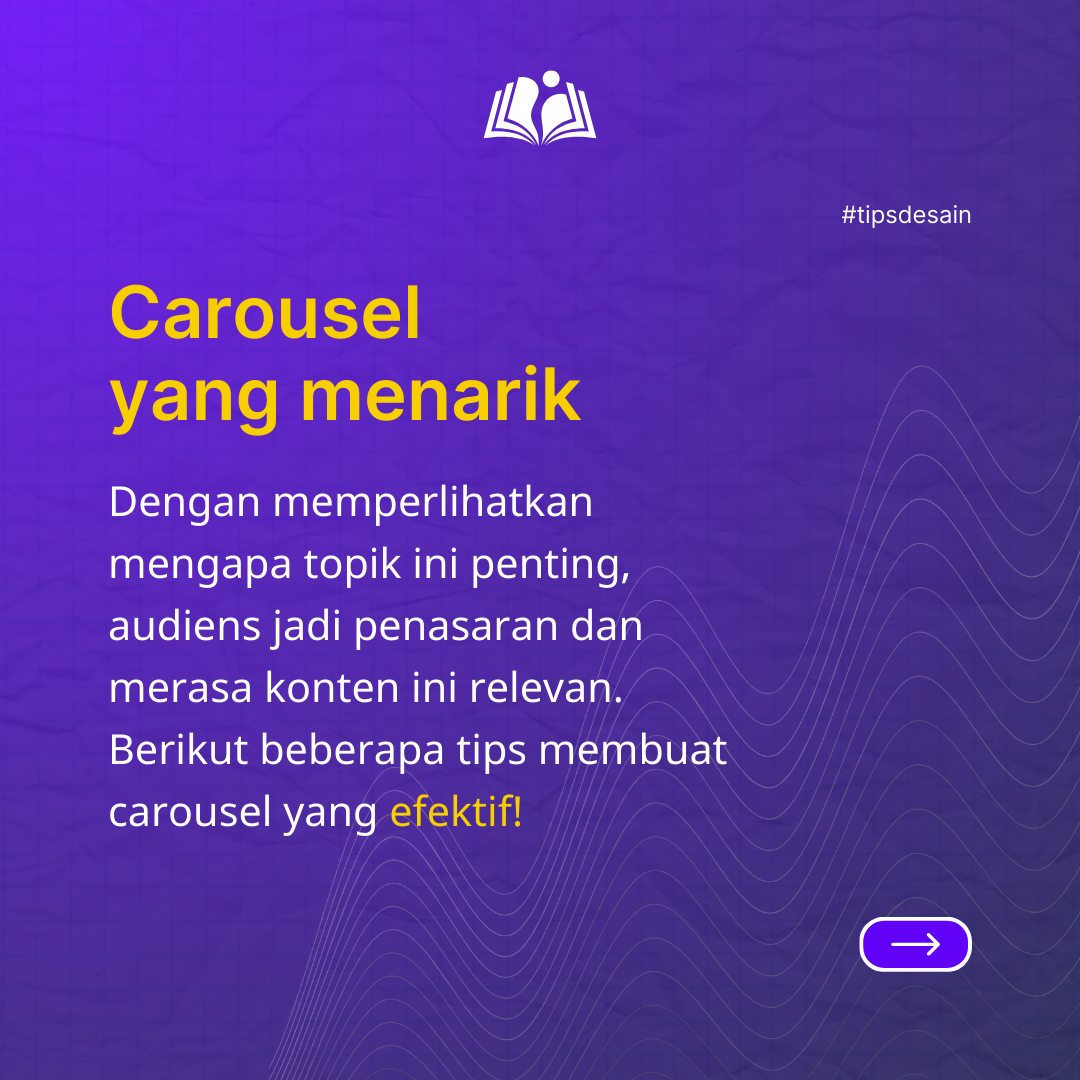 #tipsdesain
Carousel
yang menarik
Dengan memperlihatkan
mengapa topik ini penting,
audiens jadi penasaran dan
merasa konten ini relevan.
Berikut beberapa tips membuat
carousel yang efektif!